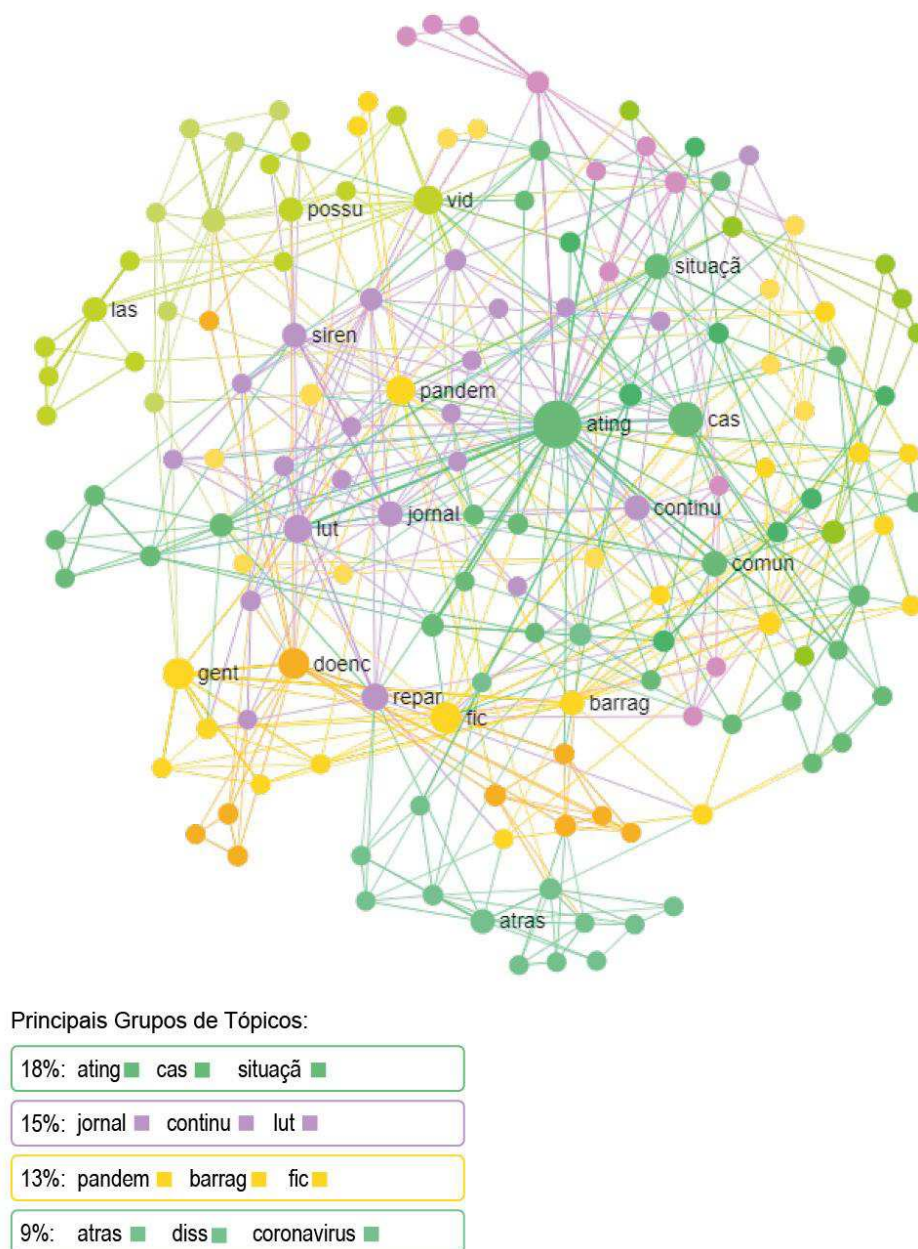 possu
vid
situaçã
las
siren
pandem
ating
cas
lut
jornal
continu
comun
gent
doenc
repar
fic
barrag
atras
Principais Grupos de Tópicos:
18%: ating cas situaçã
15%: jornal continu lut
13%: pandem barrag fic
9%: atras diss coronavirus